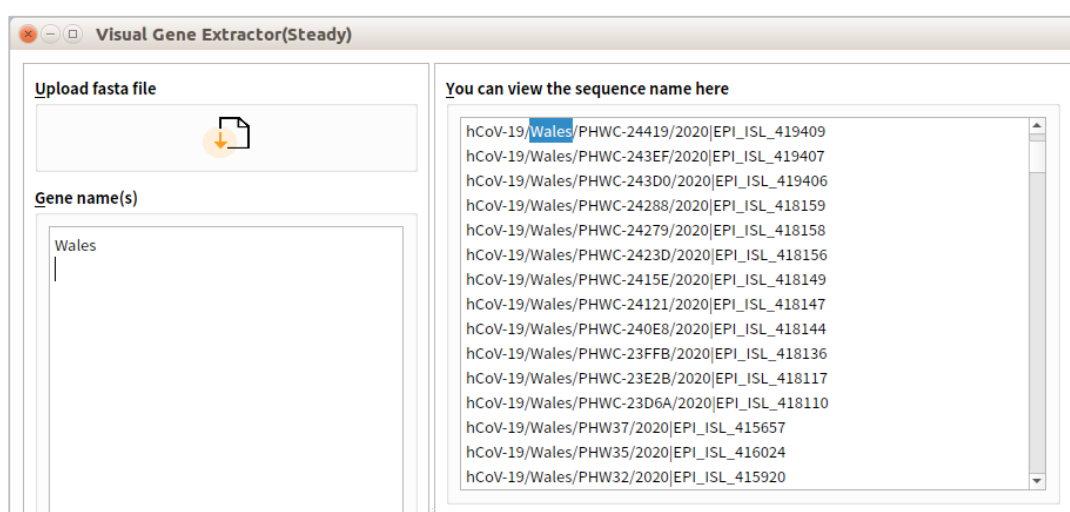 Visual Gene Extractor(Steady)
Upload fasta file
Gene name(s)
Wales
You can view the sequence name here
hCoV-19/Wales/PHWC-24419/2020|EPI_ISL_419409
hCoV-19/Wales/PHWC-243EF/2020|EPI_ISL_419407
hCoV-19/Wales/PHWC-243D0/2020|EPI_ISL_419406
hCoV-19/Wales/PHWC-24288/2020|EPI_ISL_418159
hCoV-19/Wales/PHWC-24279/2020|EPI_ISL_418158
hCoV-19/Wales/PHWC-2423D/2020|EPI_ISL_418156
hCoV-19/Wales/PHWC-2415E/2020|EPI_ISL_418149
hCoV-19/Wales/PHWC-24121/2020|EPI_ISL_418147
hCoV-19/Wales/PHWC-240E8/2020|EPI_ISL_418144
hCoV-19/Wales/PHWC-23FFB/2020|EPI_ISL_418136
hCoV-19/Wales/PHWC-23E2B/2020|EPI_ISL_418117
hCoV-19/Wales/PHWC-23D6A/2020|EPI_ISL_418110
hCoV-19/Wales/PHW37/2020|EPI_ISL_415657
hCoV-19/Wales/PHW35/2020|EPI_ISL_416024
hCoV-19/Wales/PHW32/2020|EPI_ISL_415920